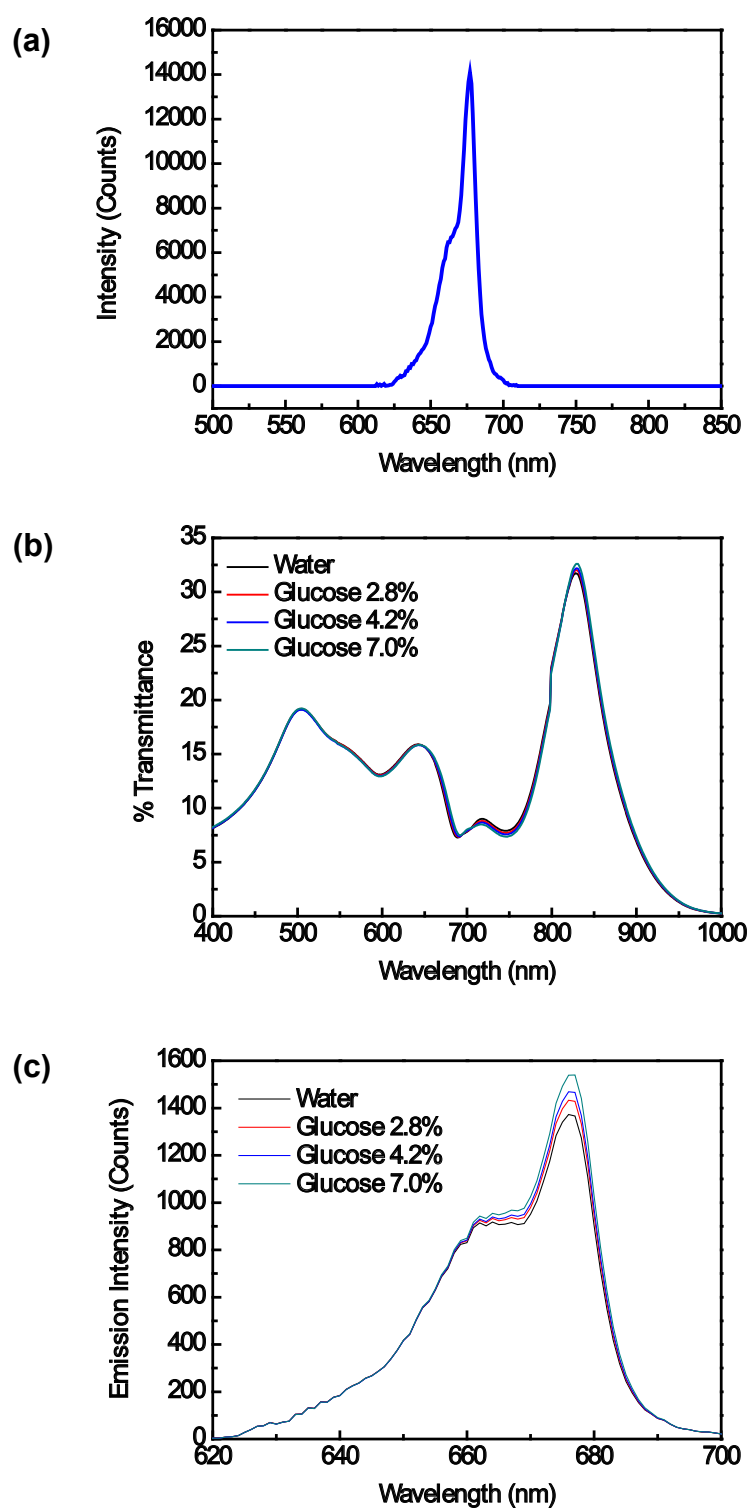 (a)
Intensity (Counts)
16000
14000
12000
10000
8000
6000
4000
2000
0
500 550 600 650 700 750 800 850
Wavelength (nm)
(b)
% Transmittance
35
30
25
20
15
10
5
0
Water
Glucose 2.8%
Glucose 4.2%
Glucose 7.0%
400 500 600 700 800 900 1000
Wavelength (nm)
(c)
Emission Intensity (Counts)
1600
1400
1200
1000
800
600
400
200
0
Water
Glucose 2.8%
Glucose 4.2%
Glucose 7.0%
620 640 660 680 700
Wavelength (nm)